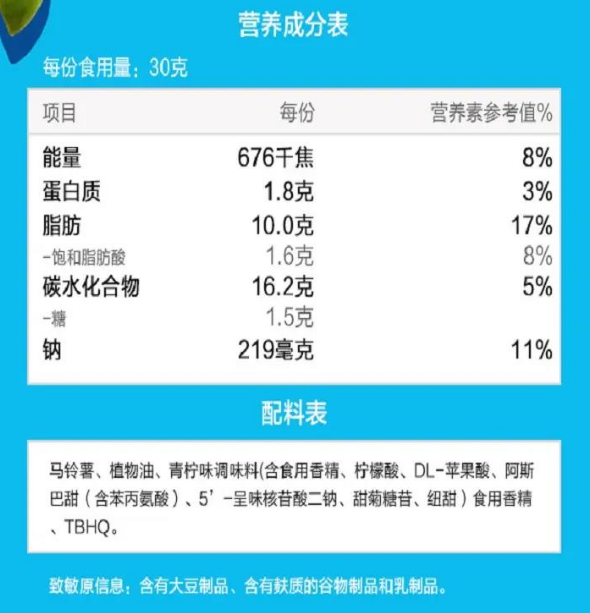 营养成分表
每份食用量：30克
项目 每份 营养素参考值%
能量 676千焦 8%
蛋白质 1.8克 3%
脂肪 10.0克 17%
-饱和脂肪酸 1.6克 8%
碳水化合物 16.2克 5%
-糖 1.5克
钠 219毫克 11%
配料表
马铃薯、植物油、青柠味调味料(含食用香精、柠檬酸、DL-苹果酸、阿斯
巴甜（含苯丙氨酸）、5’-呈味核苷酸二钠、甜菊糖苷、纽甜）食用香精
、TBHQ。
致敏原信息：含有大豆制品、含有麸质的谷物制品和乳制品。